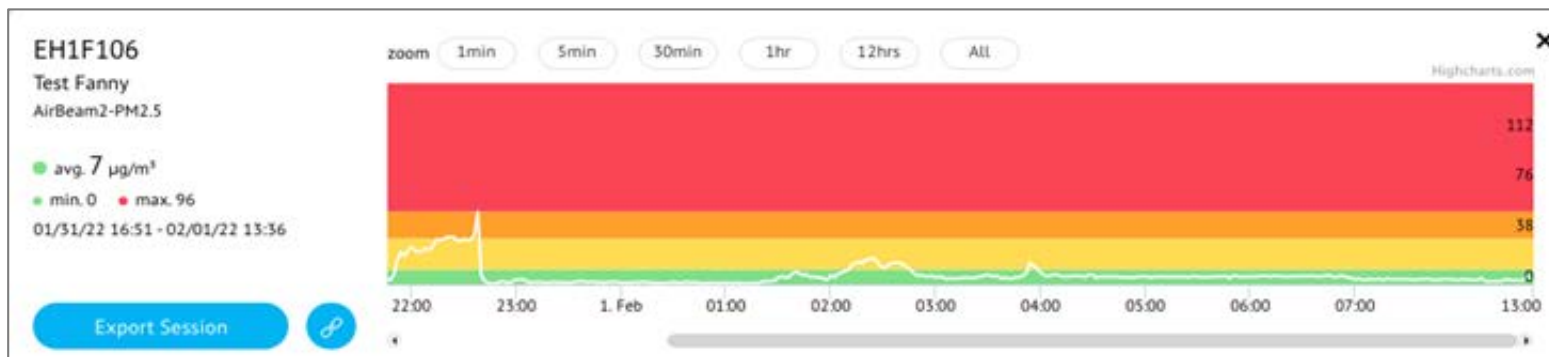 EH1F106
Test Fanny
AirBeam2-PM2.5
avg. 7 µg/m³
min. 0 max. 96
01/31/22 16:51 - 02/01/22 13:36
Export Session
zoom 1min 5min 30min 1hr 12hrs All
Highcharts.com
112
76
38
0
22:00 23:00 1. Feb 01:00 02:00 03:00 04:00 05:00 06:00 07:00 13:00